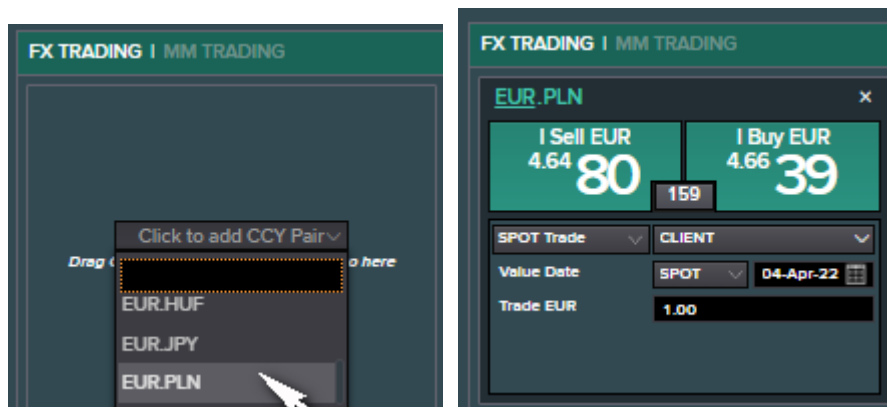 FX TRADING I MM TRADING
Click to add CCY Pair
Drag
o here
EUR.HUF
EUR.JPY
EUR.PLN
FX TRADING I MM TRADING
EUR.PLN ×
I Sell EUR I Buy EUR
4.64 80 4.66 39
159
SPOT Trade CLIENT
Value Date SPOT 04-Apr-22
Trade EUR 1.00